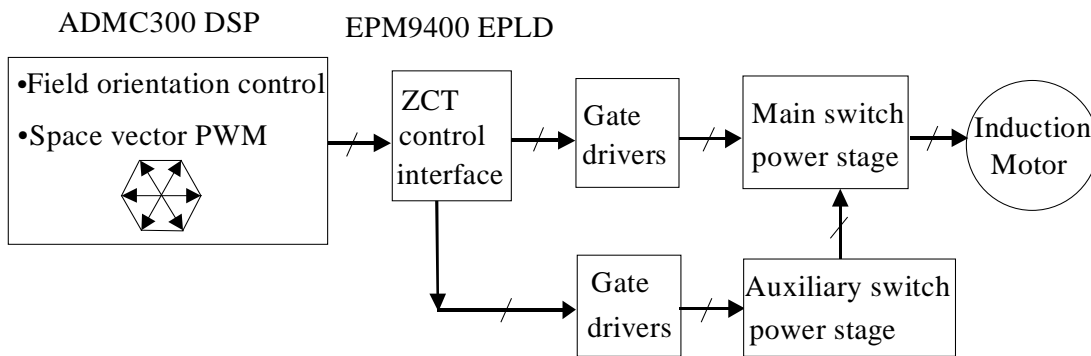 ADMC300 DSP
EPM9400 EPLD
•Field orientation control
•Space vector PWM
ZCT
control
interface
Gate
drivers
Main switch
power stage
Induction
Motor
Gate
drivers
Auxiliary switch
power stage